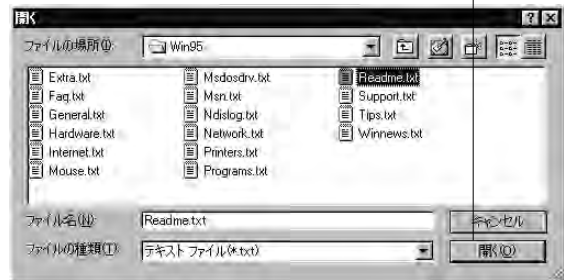 開く
ファイルの場所(I): Win95
Extra.txt Msdosdrv.txt Readme.txt
Faq.txt Msn.txt Support.txt
General.txt Ndislog.txt Tips.txt
Hardware.txt Network.txt Winnews.txt
Internet.txt Printers.txt
Mouse.txt Programs.txt
ファイル名(N): Readme.txt キャンセル
ファイルの種類(T): テキスト ファイル(*.txt) 開く(O)